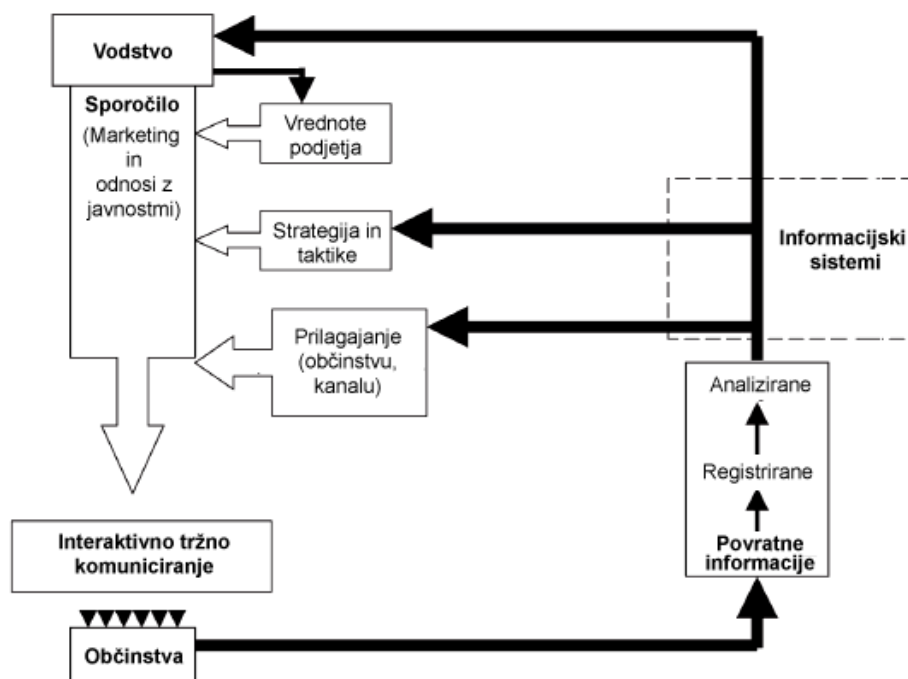 Vodstvo
Sporočilo
(Marketing
in
odnosi z
javnostmi)
Vrednote
podjetja
Strategija in
taktike
Prilagajanje
(občinstvu,
kanalu)
Informacijski
sistemi
Analizirane
Registrirane
Povratne
informacije
Interaktivno tržno
komuniciranje
Občinstva